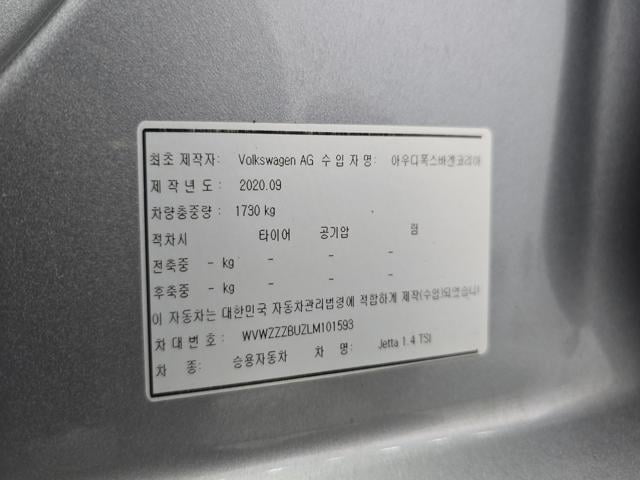 최초 제작자: Volkswagen AG 수 입 자 명: 아우디폭스바겐코리아
제 작 년 도 : 2020.09
차량총중량 : 1730 kg
적차시 타이어 공기압 림
전축중 - kg - - -
후축중 - kg - - -
이 자동차는 대한민국 자동차관리법령에 적합하게 제작(수입)되었습니
차 대 번 호 : WVWZZZBUZLM101593
차 종: 승용자동차 차 명: Jetta 1.4 TSI